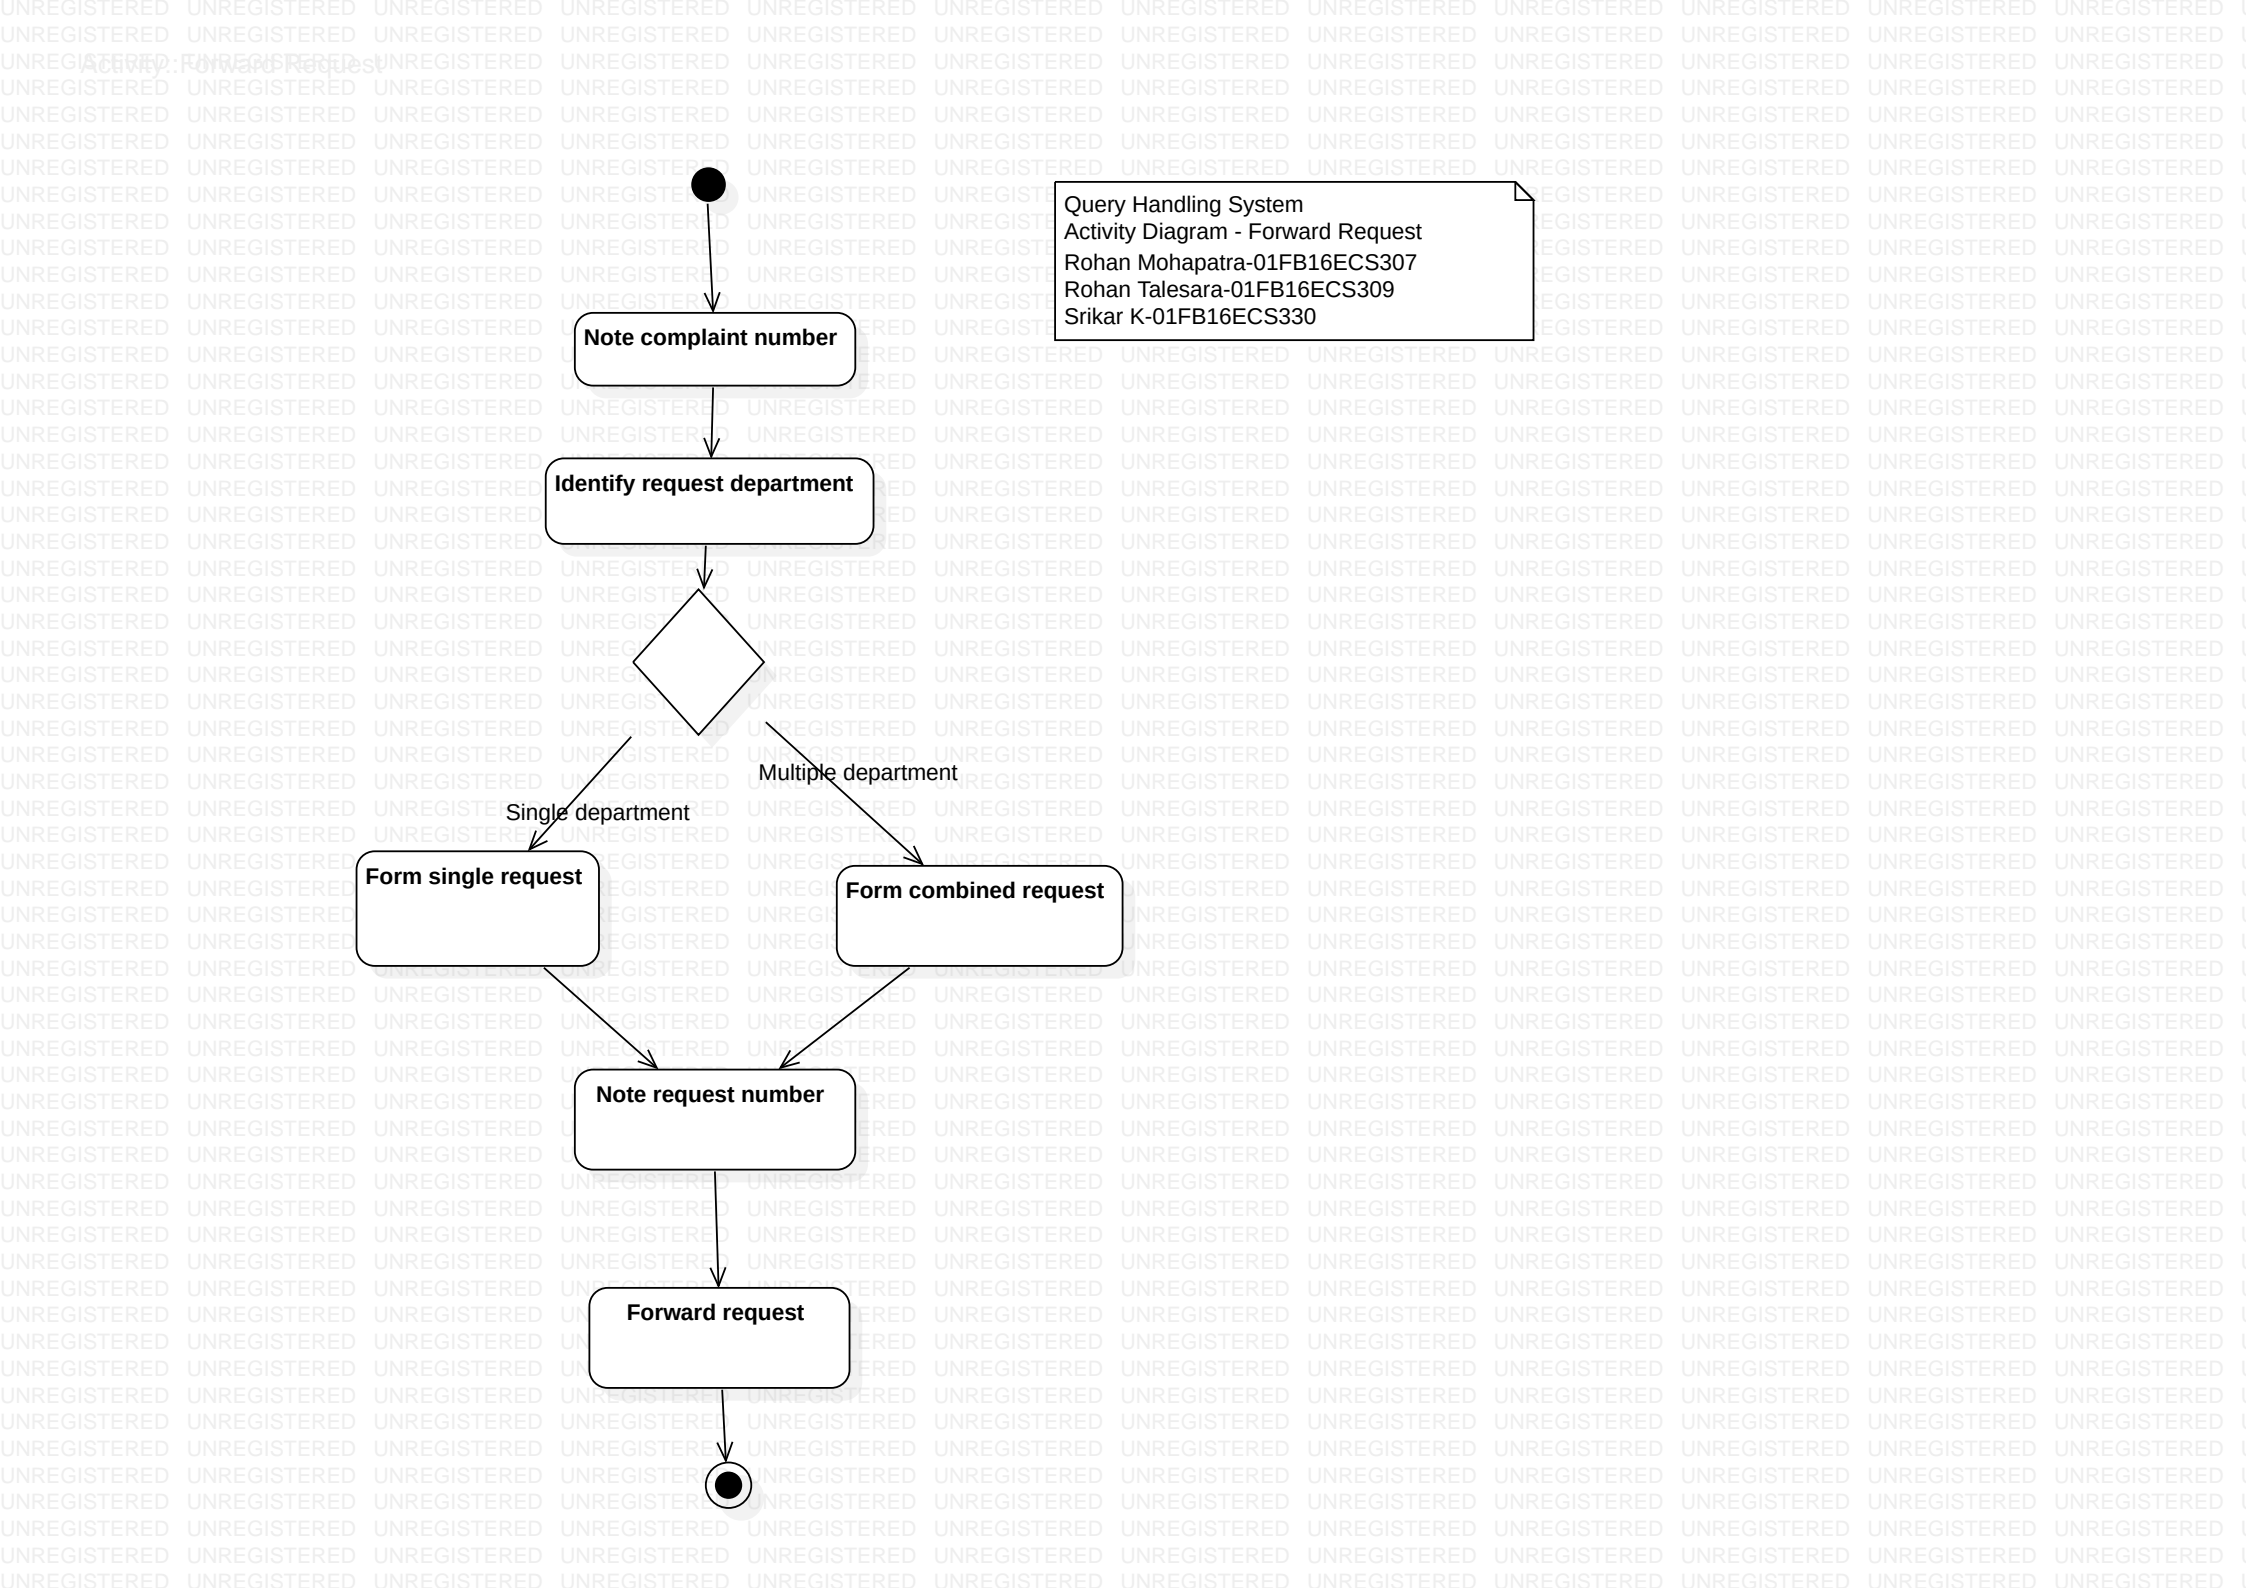 Activity::Forward Request
Query Handling System
Activity Diagram - Forward Request
Rohan Mohapatra-01FB16ECS307
Rohan Talesara-01FB16ECS309
Srikar K-01FB16ECS330
Note complaint number
Identify request department
Multiple department
Single department
Form single request
Form combined request
Note request number
Forward request
UNREGISTERED